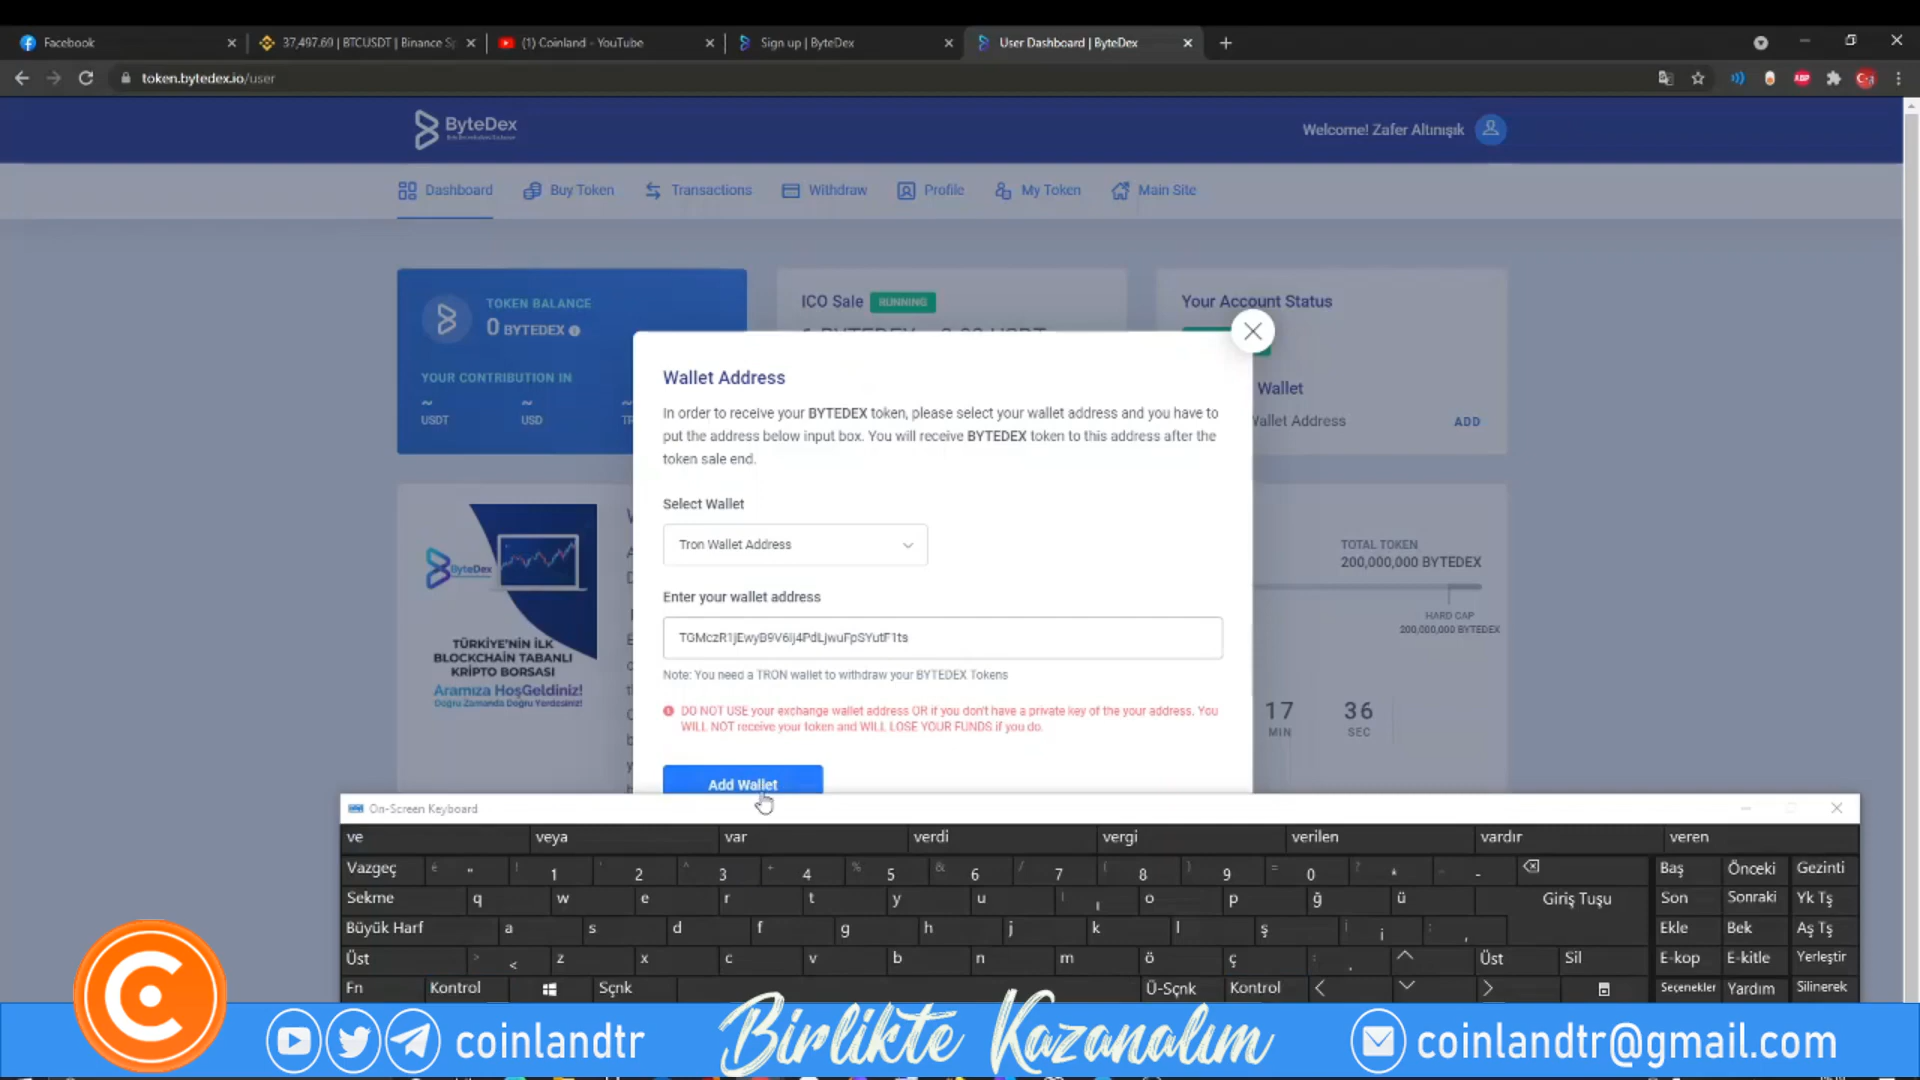 Facebook
37,497.69 | BTCUSDT | Binance Sp
(1) Coinland - YouTube
Sign up | ByteDex
User Dashboard | ByteDex
token.bytedex.io/user
ByteDex
Welcome! Zafer Altınışık
Dashboard
Buy Token
Transactions
Withdraw
Profile
My Token
Main Site
TOKEN BALANCE
0 BYTEDEX
YOUR CONTRIBUTION IN
~ ~ ~
USDT USD TR
ICO Sale RUNNING
Your Account Status
Wallet
Wallet Address ADD
Wallet Address
In order to receive your BYTEDEX token, please select your wallet address and you have to
put the address below input box. You will receive BYTEDEX token to this address after the
token sale end.
Select Wallet
Tron Wallet Address
Enter your wallet address
Note: You need a TRON wallet to withdraw your BYTEDEX Tokens
DO NOT USE your exchange wallet address OR if you don't have a private key of the your address. You
WILL NOT receive your token and WILL LOSE YOUR FUNDS if you do.
Add Wallet
ByteDex
TÜRKİYE'NİN İLK
BLOCKCHAIN TABANLI
KRİPTO BORSASI
Aramıza HoşGeldiniz!
Doğru Zamanda Doğru Yerdesiniz!
TOTAL TOKEN
200,000,000 BYTEDEX
HARD CAP
200,000,000 BYTEDEX
17 36
MIN SEC
On-Screen Keyboard
ve veya var verdi vergi verilen vardır veren
Vazgeç é " ! 1 ' 2 ^ 3 + 4 % 5 & 6 / 7 ( 8 ) 9 = 0 ? * _ - Baş Önceki Gezinti
Sekme q w e r t y u ı o p ğ ü Giriş Tuşu Son Sonraki Yk Tş
Büyük Harf a s d f g h j k l ş i , Ekle Bek Aş Tş
Üst > < z x c v b n m ö ç : . Üst Sil E-kop E-kitle Yerleştir
Fn Kontrol Sçnk Ü-Sçnk Kontrol Seçenekler Yardım Silinerek
coinlandtr
Birlikte Kazanalım
coinlandtr@gmail.com